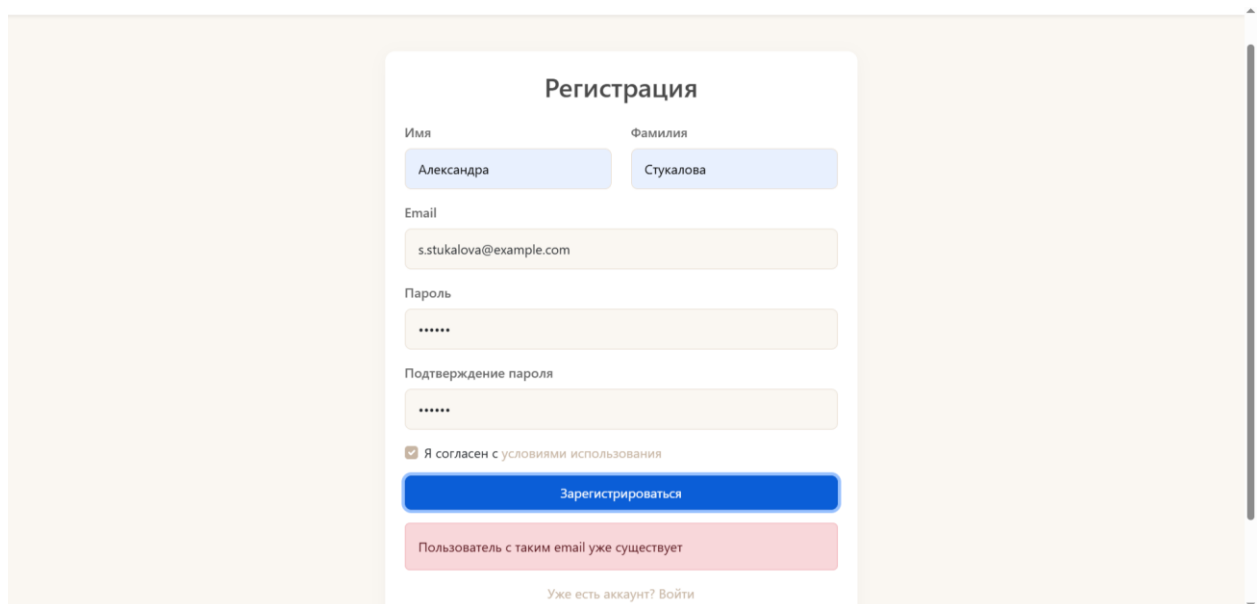 Регистрация
Имя Фамилия
Александра Стукалова
Email
s.stukalova@example.com
Пароль
••••••
Подтверждение пароля
••••••
Я согласен с условиями использования
Зарегистрироваться
Пользователь с таким email уже существует
Уже есть аккаунт? Войти